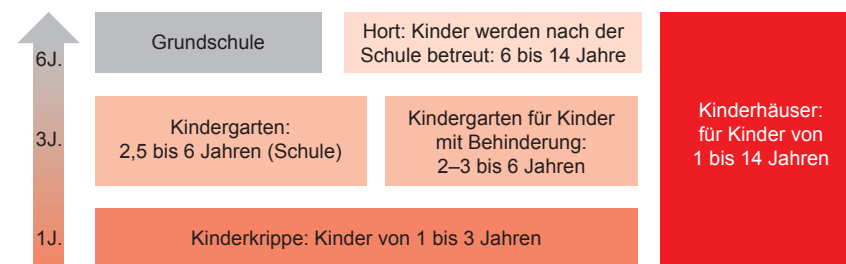 6J.
Grundschule
Hort: Kinder werden nach der
Schule betreut: 6 bis 14 Jahre
3J.
Kindergarten:
2,5 bis 6 Jahren (Schule)
Kindergarten für Kinder
mit Behinderung:
2–3 bis 6 Jahren
Kinderhäuser:
für Kinder von
1 bis 14 Jahren
1J.
Kinderkrippe: Kinder von 1 bis 3 Jahren